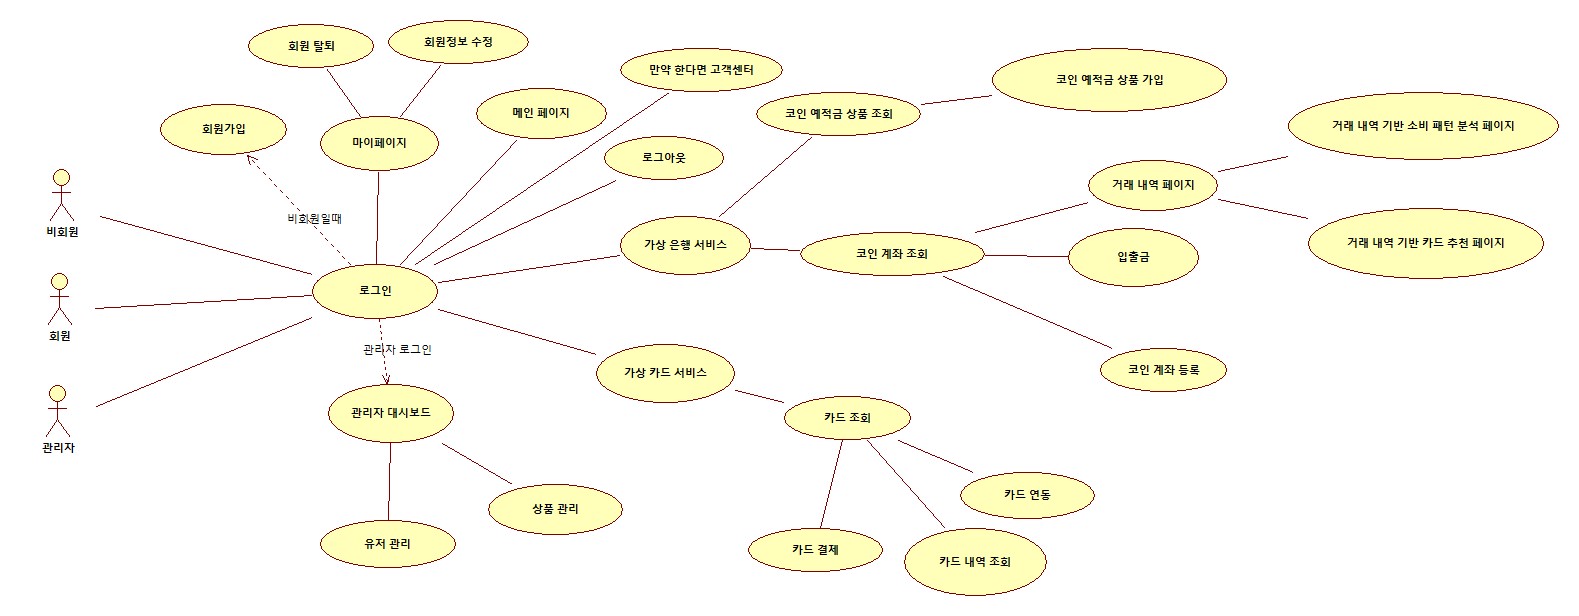 회원 탈퇴
회원정보 수정
만약 한다면 고객센터
코인 예적금 상품 가입
메인 페이지
코인 예적금 상품 조회
회원가입
마이페이지
거래 내역 기반 소비 패턴 분석 페이지
로그아웃
거래 내역 페이지
비회원일때
비회원
가상 은행 서비스
코인 계좌 조회
입출금
거래 내역 기반 카드 추천 페이지
로그인
회원
관리자 로그인
가상 카드 서비스
코인 계좌 등록
관리자 대시보드
카드 조회
관리자
카드 연동
상품 관리
유저 관리
카드 결제
카드 내역 조회